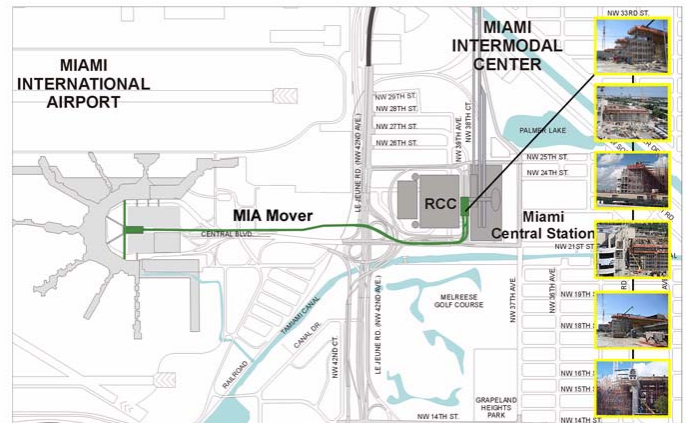 NW 33RD ST.
MIAMI
INTERNATIONAL
AIRPORT
MIAMI
INTERMODAL
CENTER
NW 29TH ST.
NW 28TH ST.
NW 27TH ST.
NW 26TH ST.
LE JEUNE RD. (NW 42ND AVE.)
NW 39TH AVE.
NW 38TH CT.
PALMER LAKE
NW 25TH ST.
NW 24TH ST.
RCC
MIA Mover
CENTRAL BLVD.
Miami
Central Station
NW 21ST ST
TAMIAMI CANAL
CANAL DR.
RAILROAD
NW 42ND CT.
LE JEUNE RD. (NW 42ND AVE.)
MELREESE
GOLF COURSE
NW 37TH AVE.
NW 36TH AVE.
NW 19TH
NW 18TH
NW 16TH
NW 15TH
GRAPELAND
HEIGHTS
PARK
NW 14TH ST.
NW 14TH ST.